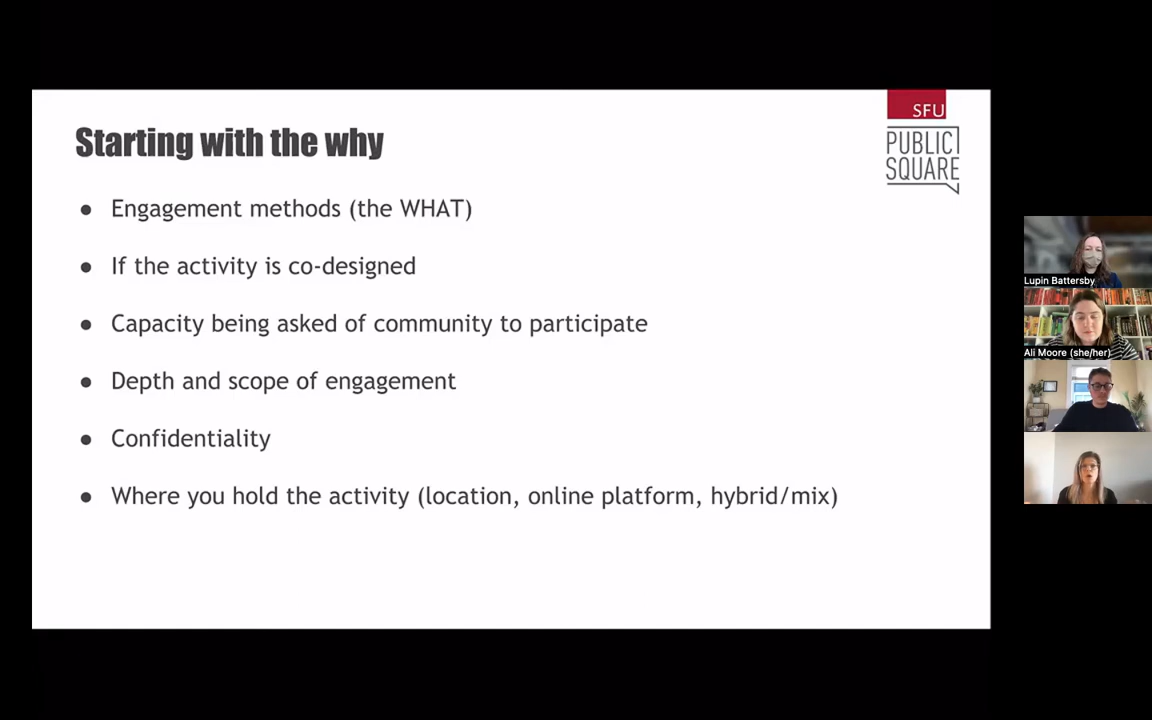 SFU
PUBLIC
SQUARE
Starting with the why
● Engagement methods (the WHAT)
● If the activity is co-designed
● Capacity being asked of community to participate
● Depth and scope of engagement
● Confidentiality
● Where you hold the activity (location, online platform, hybrid/mix)
Lupin Battersby
Ali Moore (she/her)